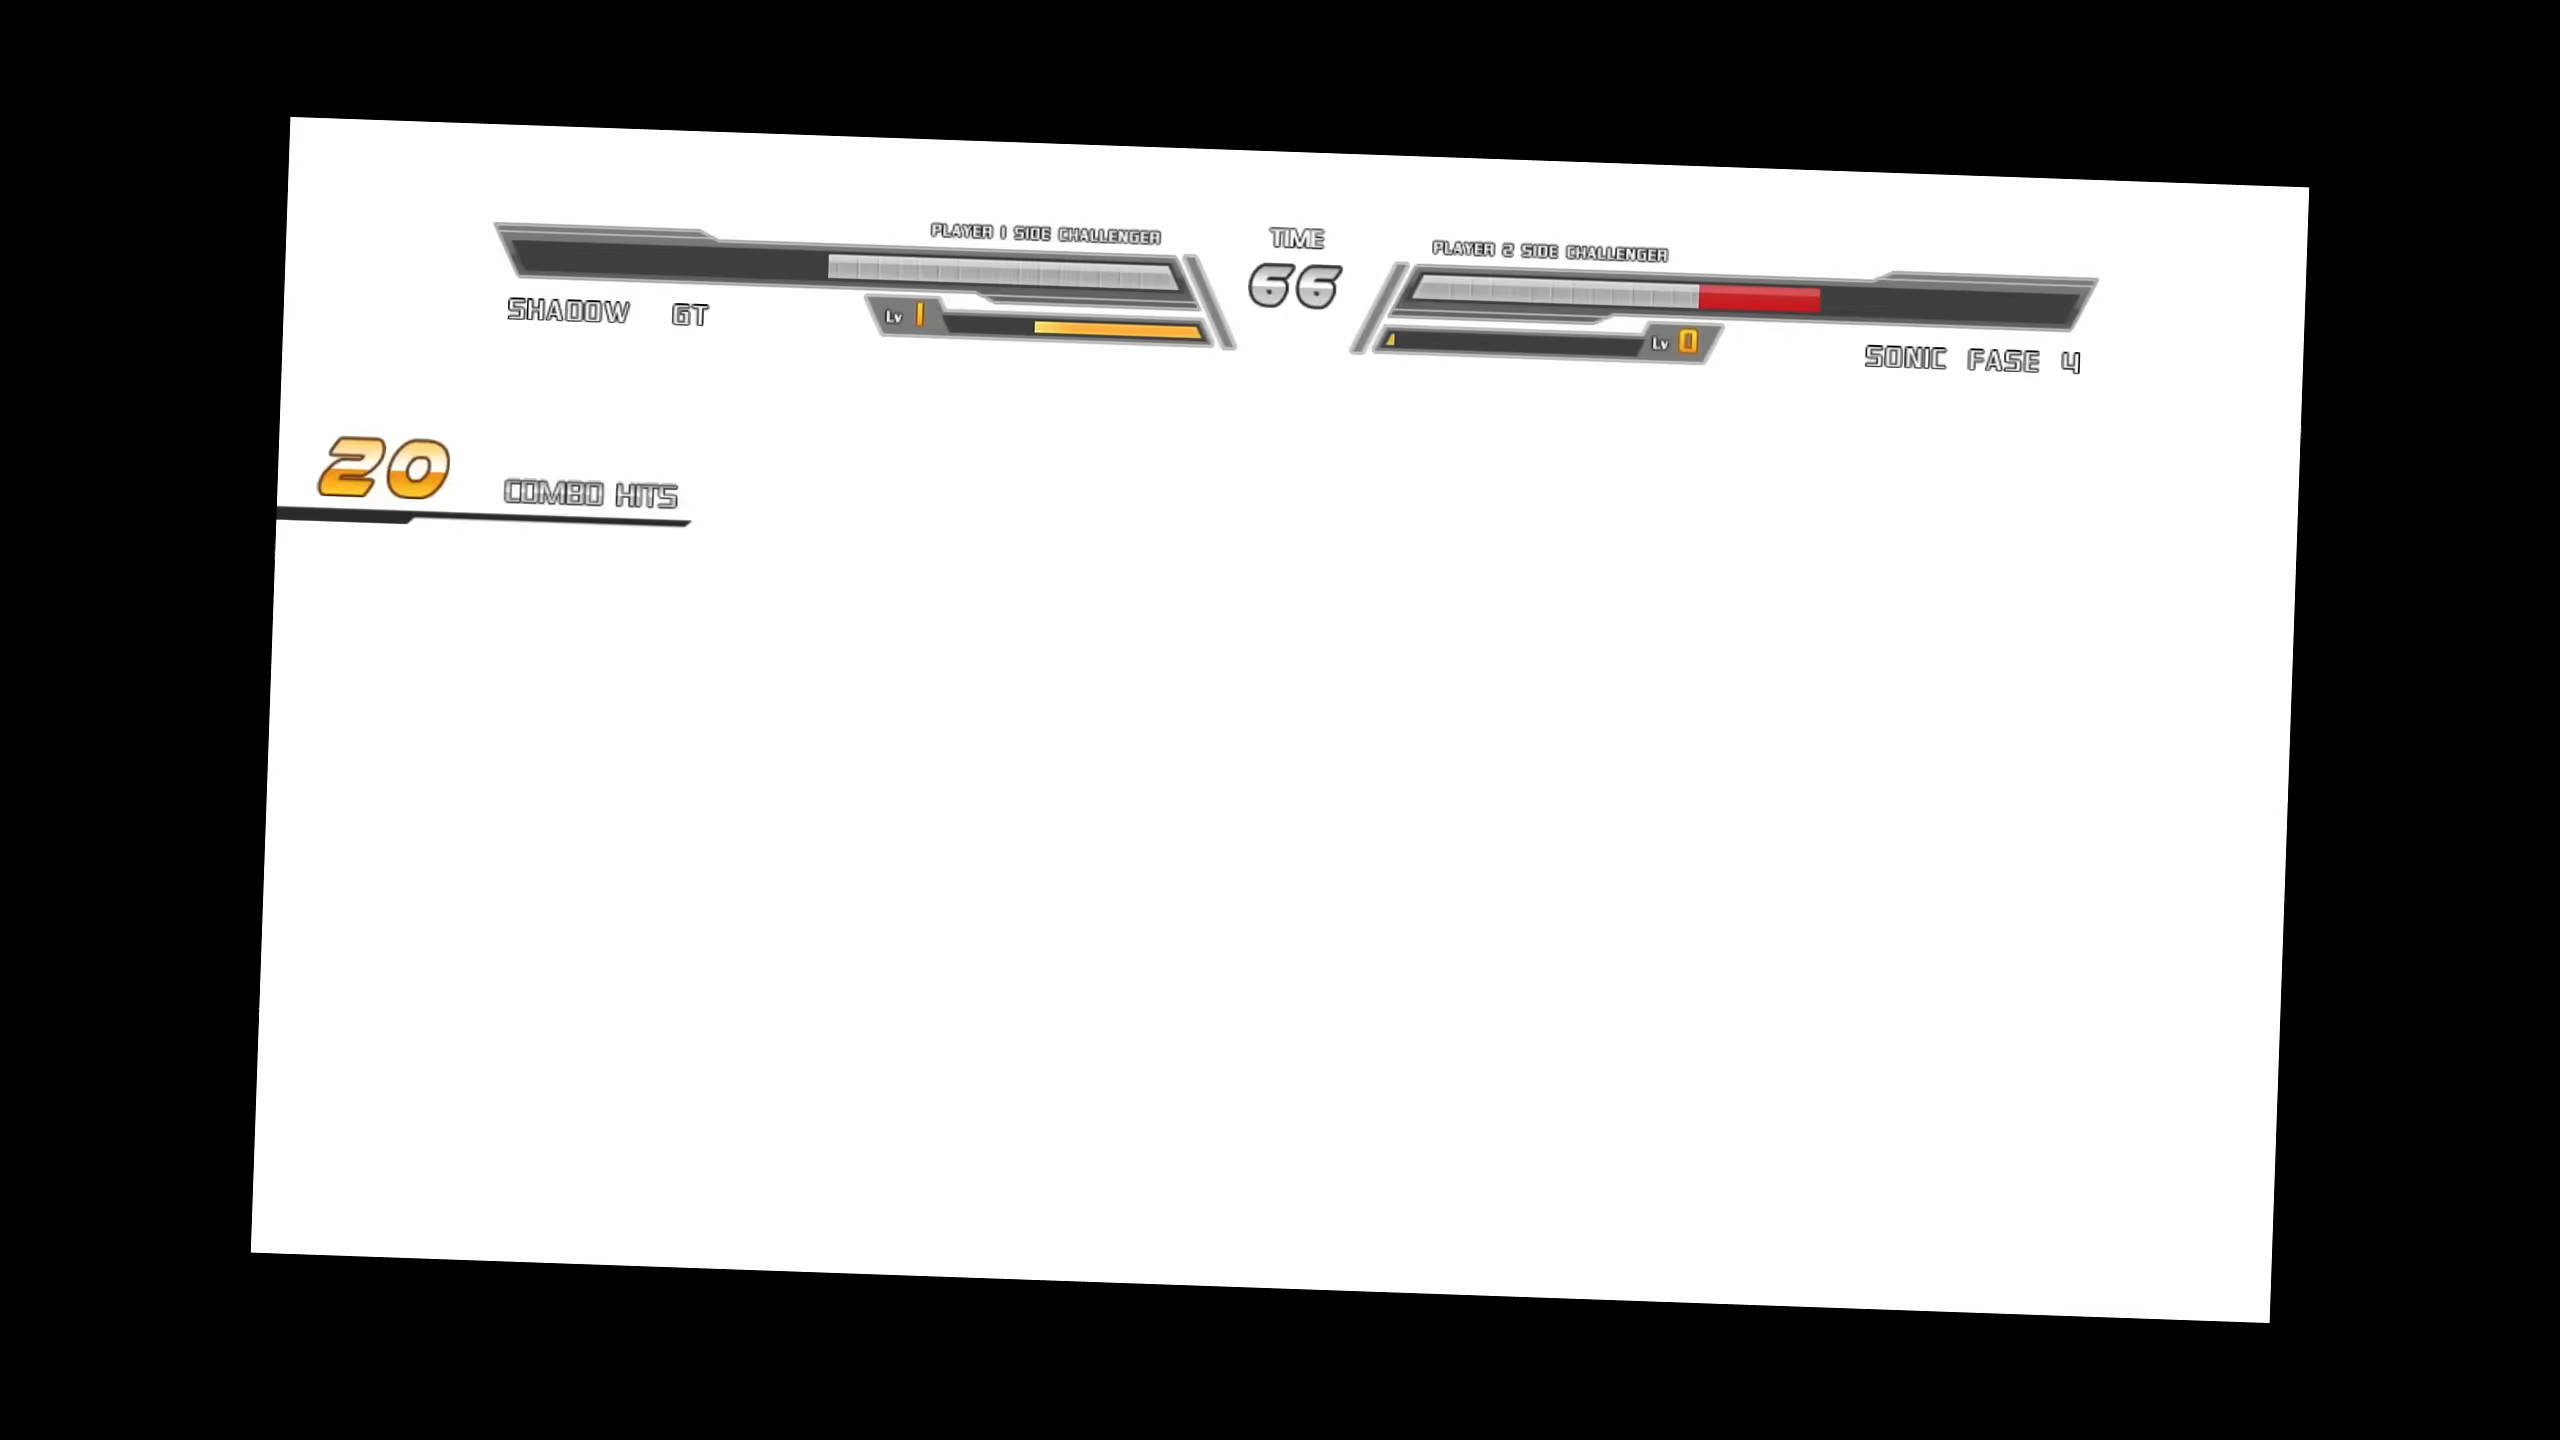 PLAYER 1 SIDE CHALLENGER
TIME
PLAYER 2 SIDE CHALLENGER
66
SHADOW GT
Lv 1
Lv 0
SONIC FASE 4
20 COMBO HITS